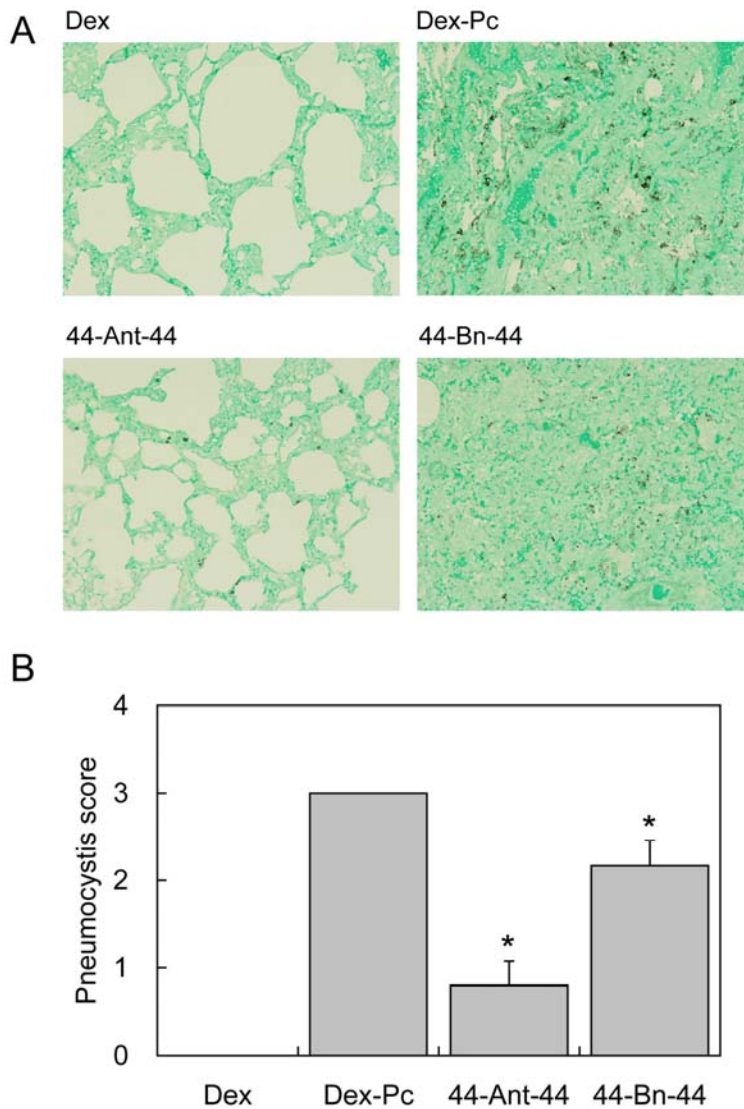 A
Dex
Dex-Pc
44-Ant-44
44-Bn-44
B
Pneumocystis score
4
3
2
1
0
*
*
Dex
Dex-Pc
44-Ant-44
44-Bn-44